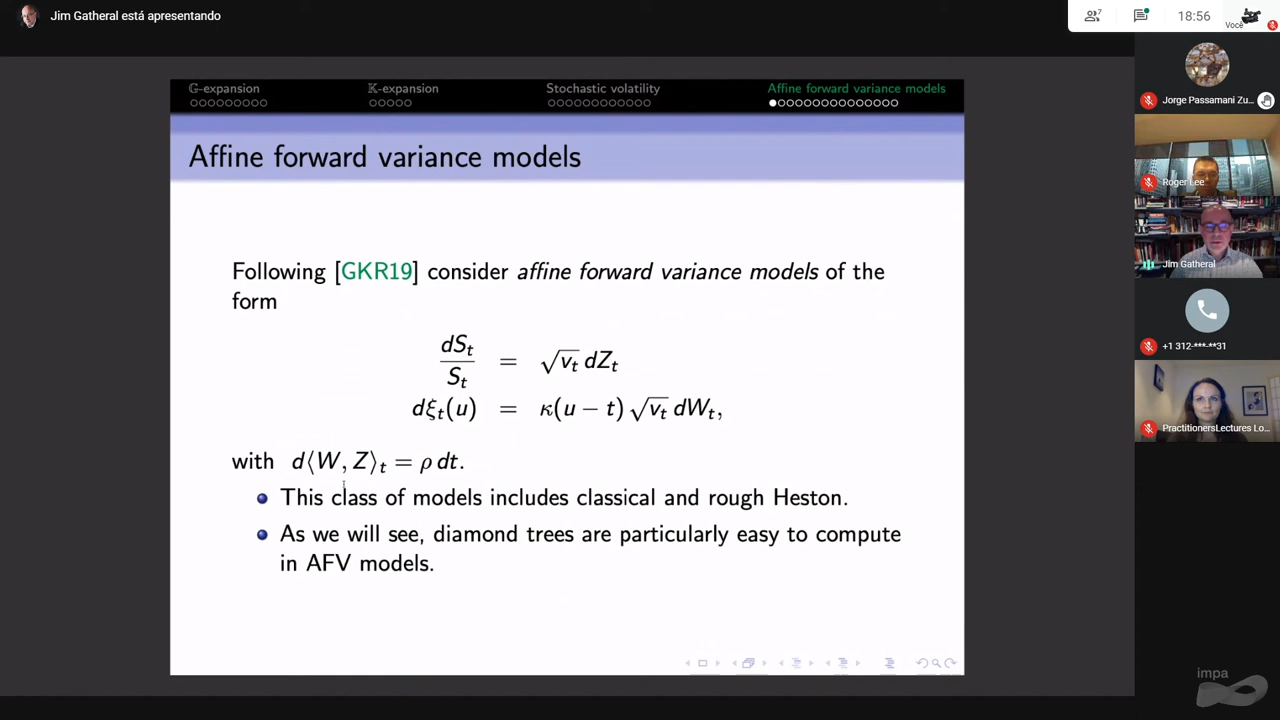 Jim Gatheral está apresentando
7
18:56
Você
G-expansion
K-expansion
Stochastic volatility
Affine forward variance models
Affine forward variance models
Following [GKR19] consider affine forward variance models of the
form
dS_t / S_t = √v_t dZ_t
dξ_t(u) = κ(u − t) √v_t dW_t,
with d⟨W, Z⟩_t = ρ dt.
This class of models includes classical and rough Heston.
As we will see, diamond trees are particularly easy to compute
in AFV models.
Jorge Passamani Zu...
Roger Lee
Jim Gatheral
+1 312-***-**31
PractitionersLectures Lo...
impa